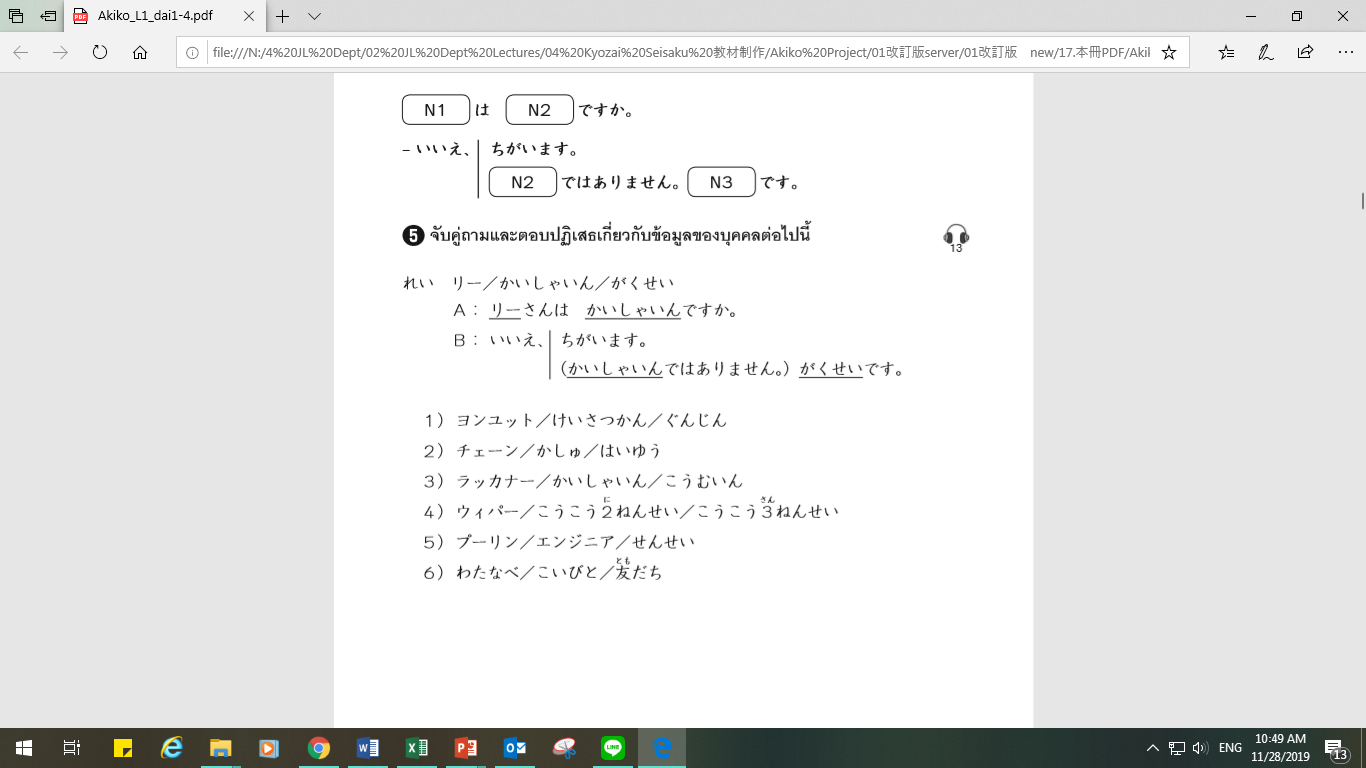 Akiko_L1_dai1-4.pdf
file:///N:/4%20JL%20Dept/02%20JL%20Dept%20Lectures/04%20Kyozai%20Seisaku%20教材制作/Akiko%20Project/01改訂版server/01改訂版　new/17.本冊PDF/Akil
N1 は N2 ですか。
– いいえ、 ちがいます。
N2 ではありません。 N3 です。
5 จับคู่ถามและตอบปฏิเสธเกี่ยวกับข้อมูลของบุคคลต่อไปนี้
13
れい　リー／かいしゃいん／がくせい
A： リーさんは　かいしゃいんですか。
B： いいえ、 ちがいます。
（かいしゃいんではありません。）がくせいです。
1）ヨンユット／けいさつかん／ぐんじん
2）チェーン／かしゅ／はいゆう
3）ラッカナー／かいしゃいん／こうむいん
に さん
4）ウィパー／こうこう２ねんせい／こうこう３ねんせい
5）プーリン／エンジニア／せんせい
とも
6）わたなべ／こいびと／友だち
ENG
10:49 AM
11/28/2019
13